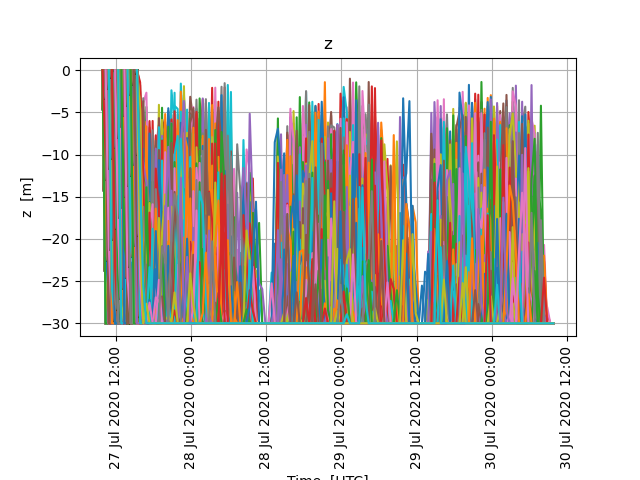 z
0
−5
−10
−15
−20
−25
−30
z [m]
27 Jul 2020 12:00
28 Jul 2020 00:00
28 Jul 2020 12:00
29 Jul 2020 00:00
29 Jul 2020 12:00
30 Jul 2020 00:00
30 Jul 2020 12:00
Time [UTC]